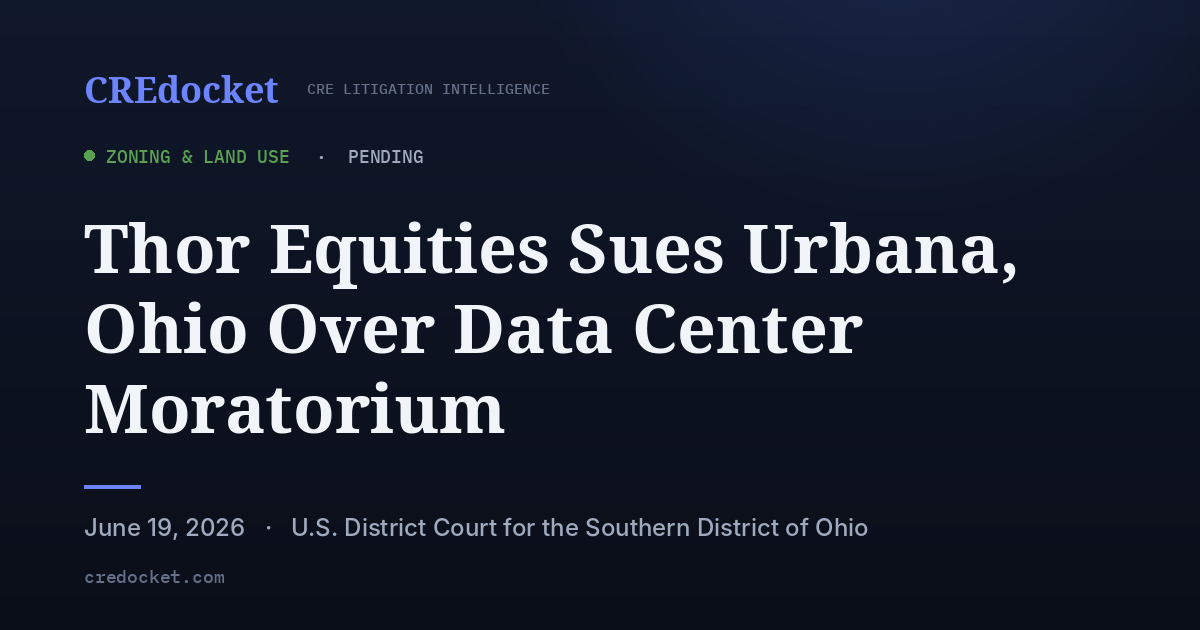 CREdocket CRE LITIGATION INTELLIGENCE
ZONING & LAND USE · PENDING
Thor Equities Sues Urbana,
Ohio Over Data Center
Moratorium
June 19, 2026 · U.S. District Court for the Southern District of Ohio
credocket.com